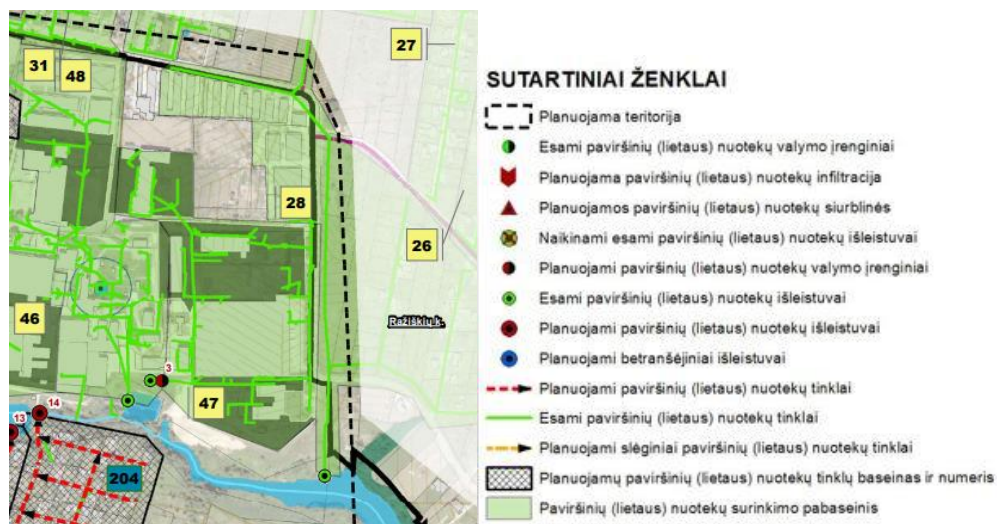 27
31
48
28
26
Ražiškių k.
46
3
47
14
13
204
SUTARTINIAI ŽENKLAI
Planuojama teritorija
Esami paviršinių (lietaus) nuotekų valymo įrenginiai
Planuojama paviršinių (lietaus) nuotekų infiltracija
Planuojamos paviršinių (lietaus) nuotekų siurblinės
Naikinami esami paviršinių (lietaus) nuotekų išleistuvai
Planuojami paviršinių (lietaus) nuotekų valymo įrenginiai
Esami paviršinių (lietaus) nuotekų išleistuvai
Planuojami paviršinių (lietaus) nuotekų išleistuvai
Planuojami betranšėjiniai išleistuvai
Planuojami paviršinių (lietaus) nuotekų tinklai
Esami paviršinių (lietaus) nuotekų tinklai
Planuojami slėginiai paviršinių (lietaus) nuotekų tinklai
Planuojamų paviršinių (lietaus) nuotekų tinklų baseinas ir numeris
Paviršinių (lietaus) nuotekų surinkimo pabaseinis